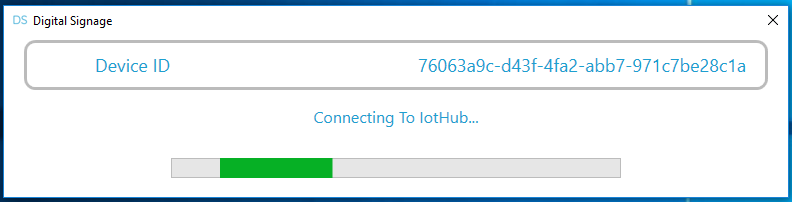 DS Digital Signage
Device ID 76063a9c-d43f-4fa2-abb7-971c7be28c1a
Connecting To IotHub...